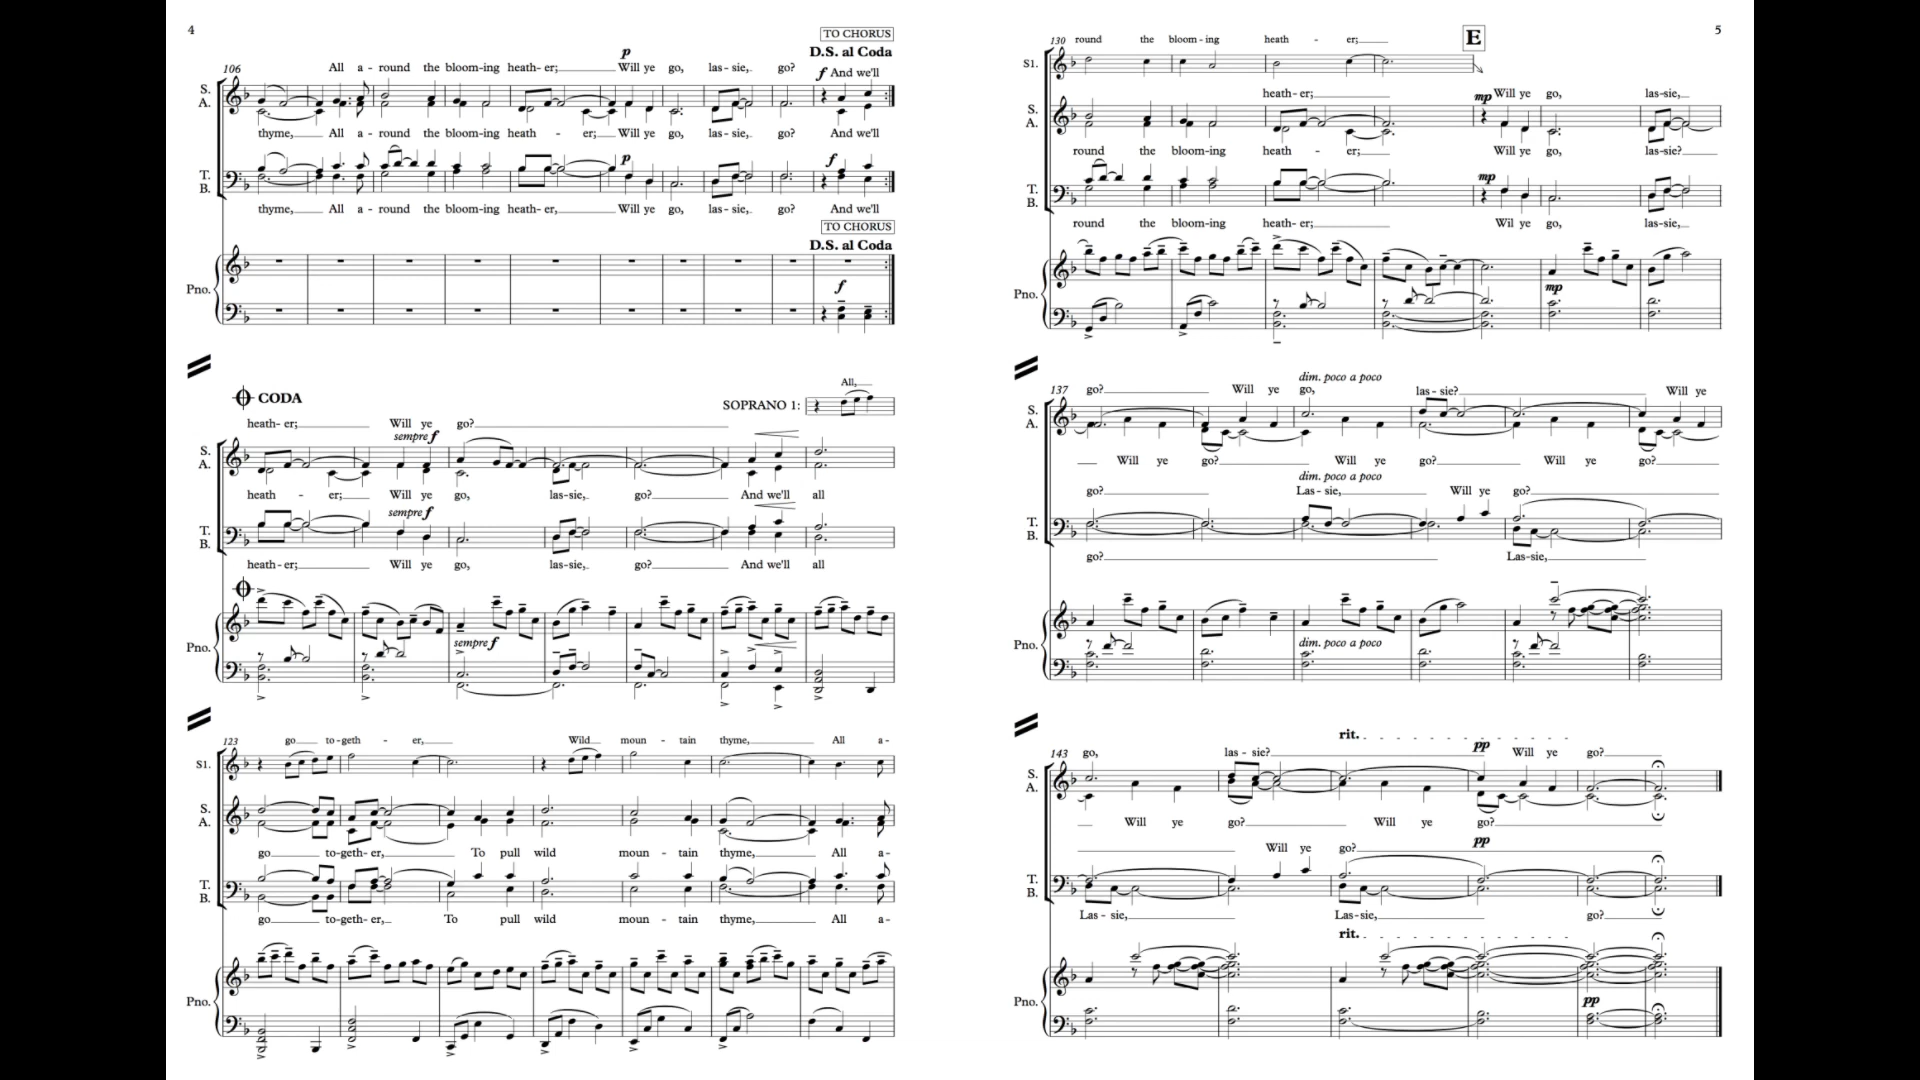 4
TO CHORUS
D.S. al Coda
p
106 All a - round the bloom-ing heath-er; Will ye go, las-sie, go? f And we'll
S.
A.
thyme, All a - round the bloom-ing heath - er; Will ye go, las-sie, go? And we'll
p f
T.
B.
thyme, All a - round the bloom-ing heath-er, Will ye go, las-sie, go? And we'll
TO CHORUS
D.S. al Coda
f
Pno.
CODA
All,
SOPRANO 1:
heath-er; Will ye go?
sempre f
S.
A.
heath - er; Will ye go, las-sie, go? And we'll all
sempre f
T.
B.
heath-er; Will ye go, las-sie, go? And we'll all
sempre f
Pno.
123 go to-geth - er, Wild moun - tain thyme, All a-
S1.
S.
A.
go to-geth-er, To pull wild moun - tain thyme, All a-
T.
B.
go to-geth-er, To pull wild moun - tain thyme, All a-
Pno.
5
E
130 round the bloom-ing heath - er;
S1.
heath-er; mp Will ye go, las-sie,
S.
A.
round the bloom-ing heath - er; Will ye go, las-sie?
mp
T.
B.
round the bloom-ing heath-er; Wil ye go, las-sie,
mp
Pno.
dim. poco a poco
137 go? Will ye go, las-sie? Will ye
S.
A.
Will ye go? Will ye go? Will ye go?
dim. poco a poco
go? Las-sie, Will ye go?
T.
B.
go? Las-sie,
dim. poco a poco
Pno.
rit.
143 go, las-sie? pp Will ye go?
S.
A.
Will ye go? Will ye go?
Will ye go? pp
T.
B.
Las-sie, Las-sie, go?
rit.
pp
Pno.